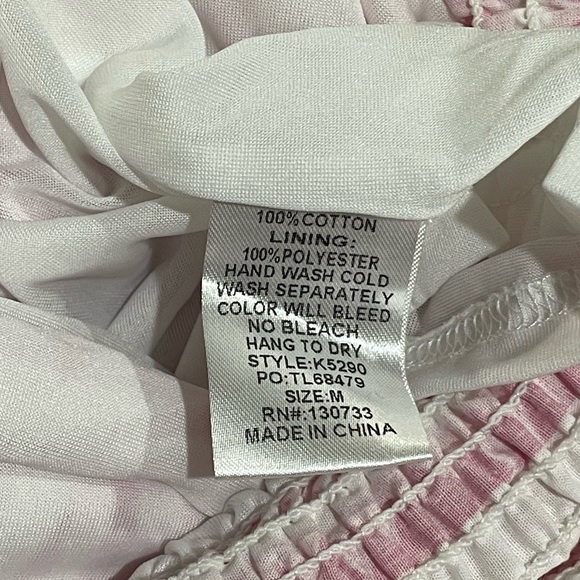 100% COTTON
LINING:
100%POLYESTER
HAND WASH COLD
WASH SEPARATELY
COLOR WILL BLEED
NO BLEACH
HANG TO DRY
STYLE:K5290
PO:TL68479
SIZE:M
RN#:130733
MADE IN CHINA